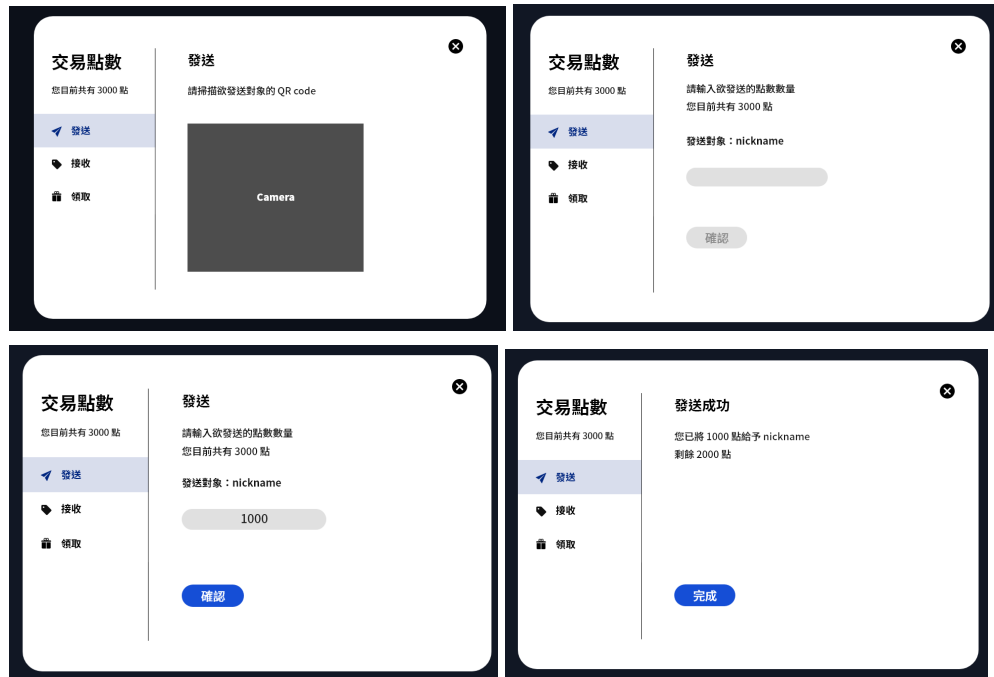 交易點數
您目前共有 3000 點
發送
接收
領取
發送
請掃描欲發送對象的 QR code
Camera
交易點數
您目前共有 3000 點
發送
接收
領取
發送
請輸入欲發送的點數數量
您目前共有 3000 點
發送對象：nickname
確認
交易點數
您目前共有 3000 點
發送
接收
領取
發送
請輸入欲發送的點數數量
您目前共有 3000 點
發送對象：nickname
1000
確認
交易點數
您目前共有 3000 點
發送
接收
領取
發送成功
您已將 1000 點給予 nickname
剩餘 2000 點
完成